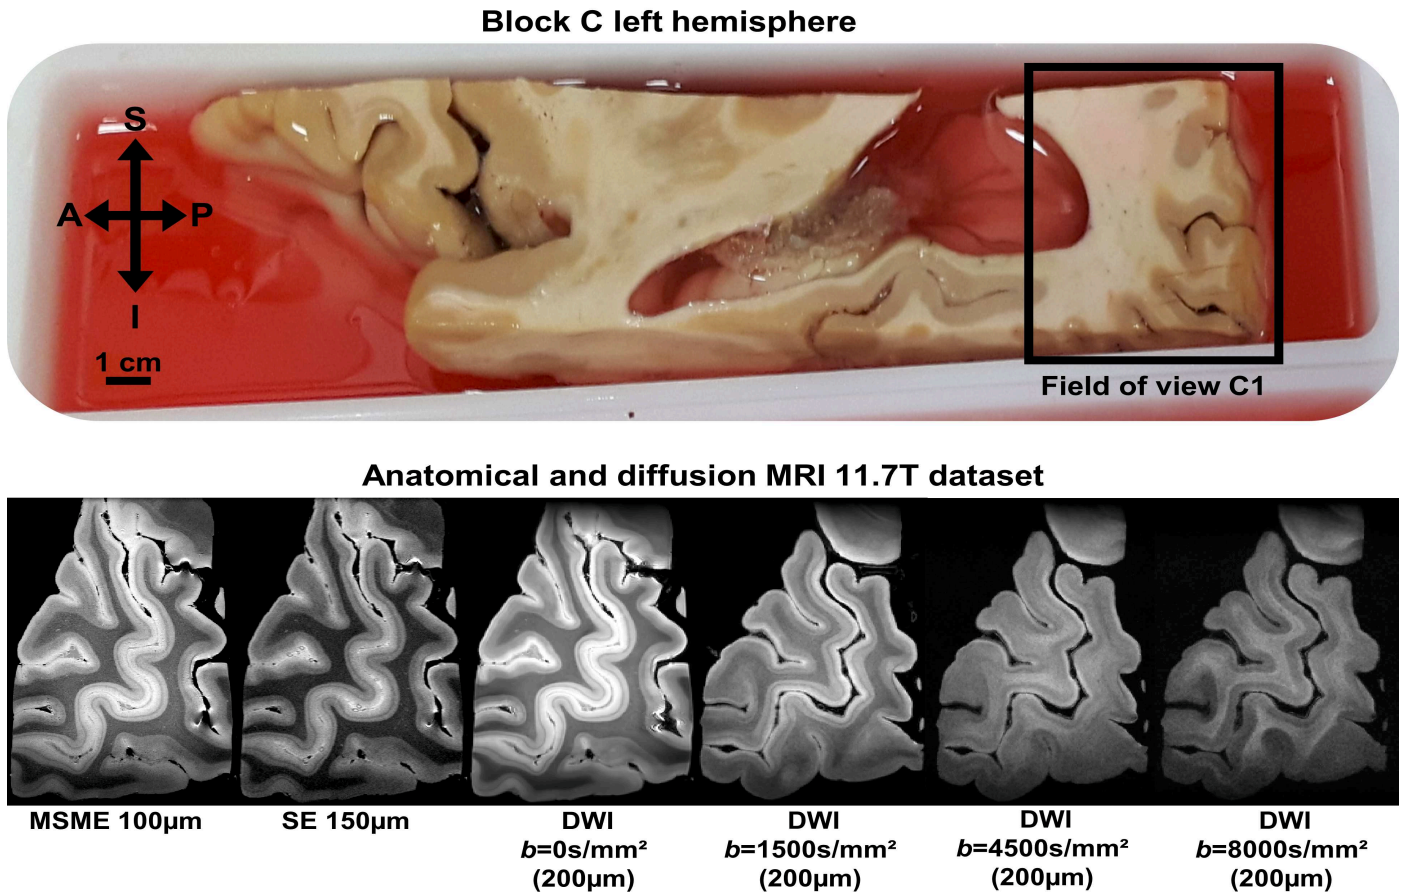 Block C left hemisphere
S
A P
I
1 cm
Field of view C1
Anatomical and diffusion MRI 11.7T dataset
MSME 100µm
SE 150µm
DWI
b=0s/mm²
(200µm)
DWI
b=1500s/mm²
(200µm)
DWI
b=4500s/mm²
(200µm)
DWI
b=8000s/mm²
(200µm)